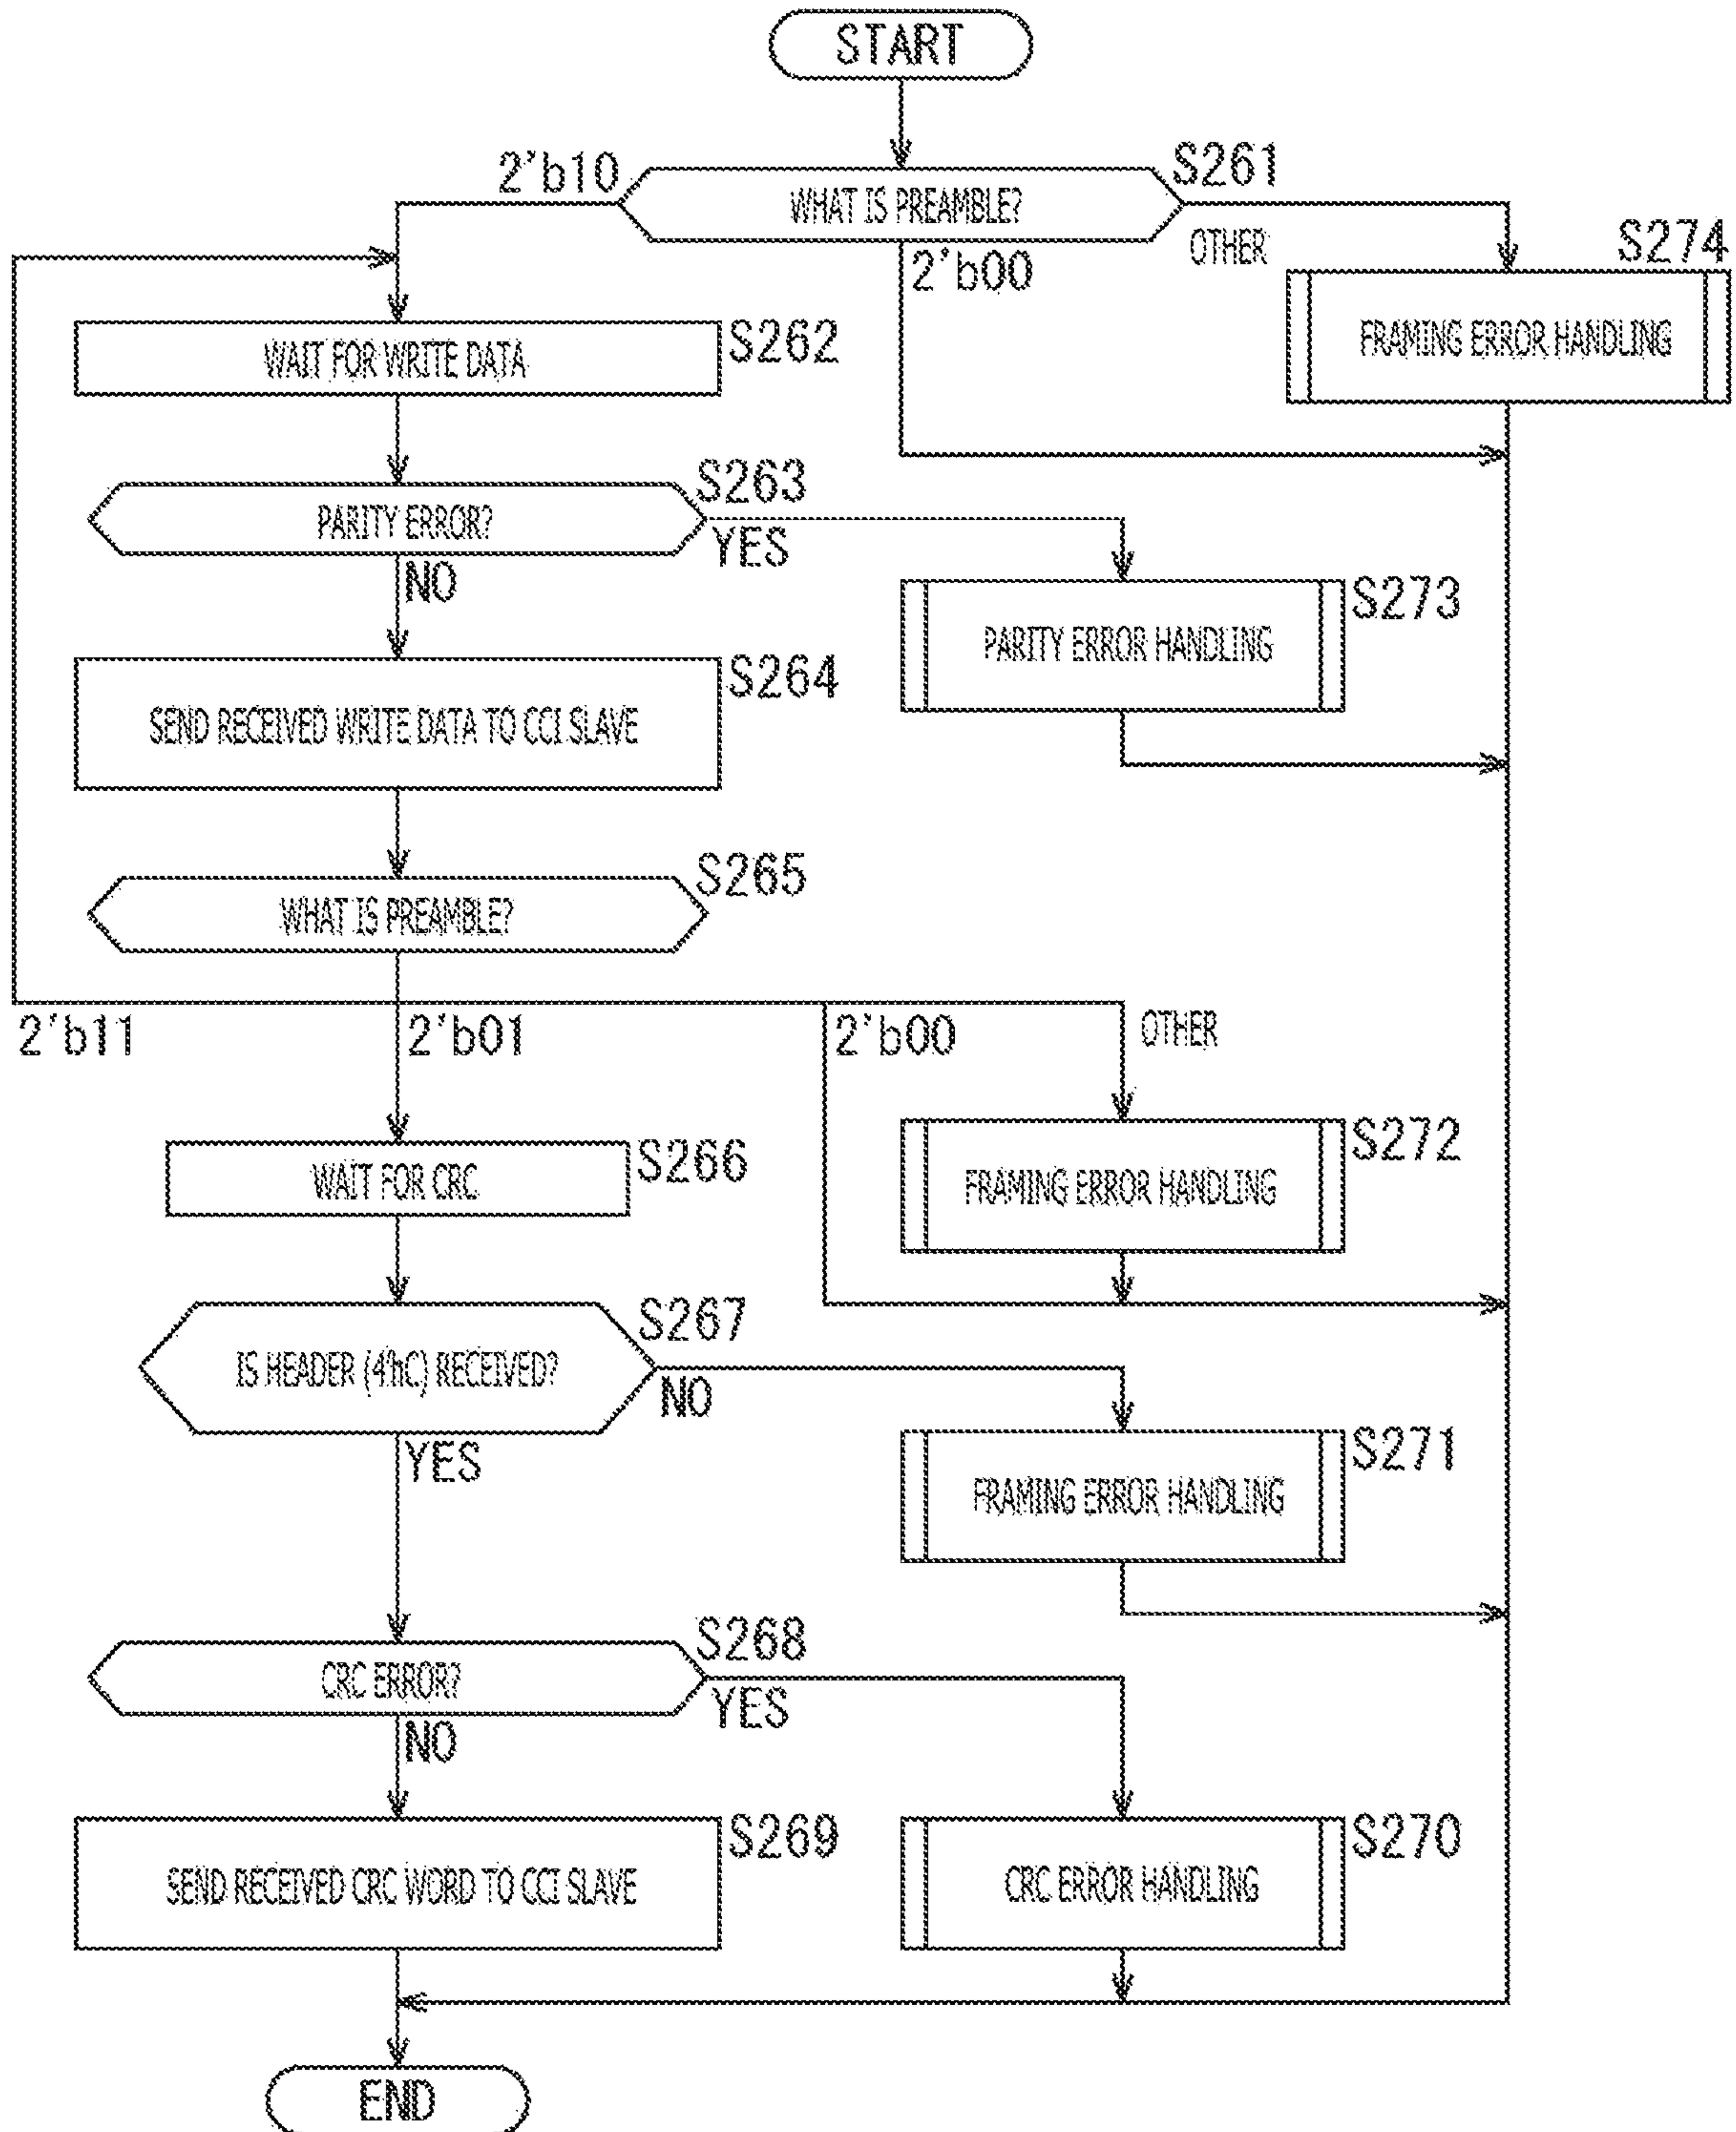 START
2'b10
S261
WHAT IS PREAMBLE?
OTHER
2'b00
S274
FRAMING ERROR HANDLING
WAIT FOR WRITE DATA
S262
PARITY ERROR?
S263
YES
NO
PARITY ERROR HANDLING
S273
SEND RECEIVED WRITE DATA TO CCI SLAVE
S264
WHAT IS PREAMBLE?
S265
2'b11
2'b01
2'b00
OTHER
WAIT FOR CRC
S266
FRAMING ERROR HANDLING
S272
IS HEADER (4'hC) RECEIVED?
S267
NO
YES
FRAMING ERROR HANDLING
S271
CRC ERROR?
S268
YES
NO
SEND RECEIVED CRC WORD TO CCI SLAVE
S269
CRC ERROR HANDLING
S270
END